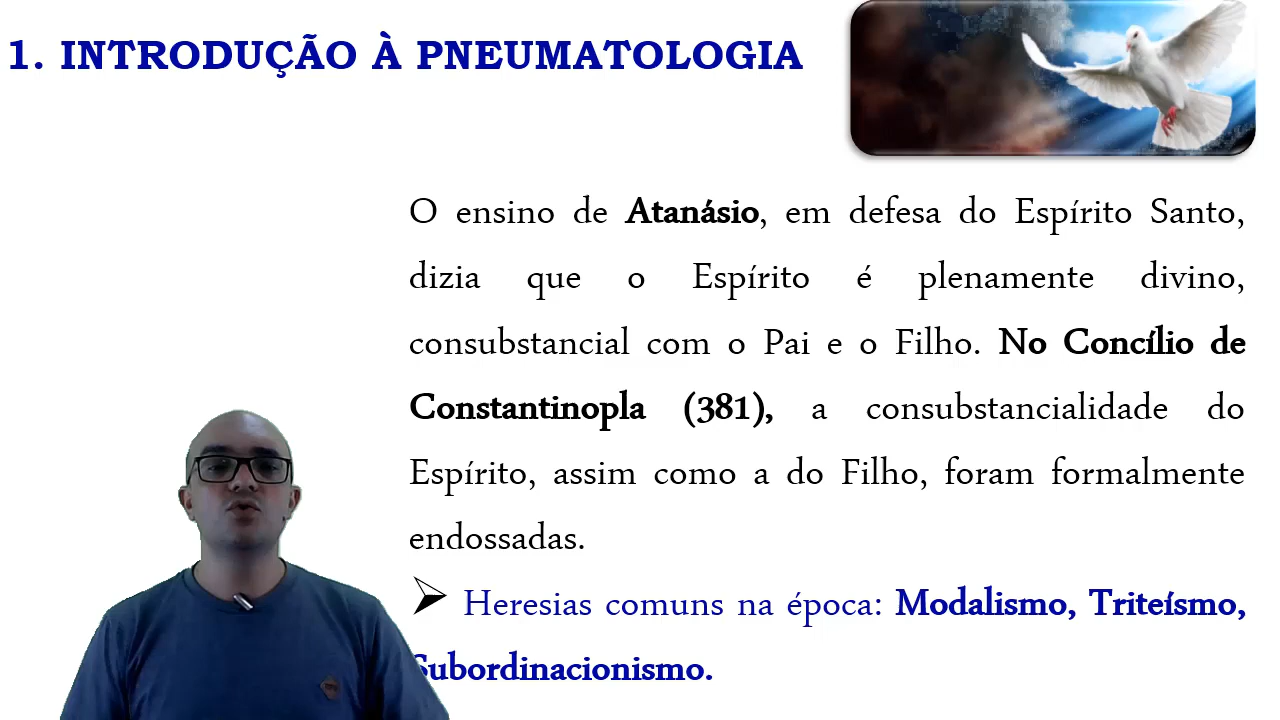 1. INTRODUÇÃO À PNEUMATOLOGIA
O ensino de Atanásio, em defesa do Espírito Santo,
dizia que o Espírito é plenamente divino,
consubstancial com o Pai e o Filho. No Concílio de
Constantinopla (381), a consubstancialidade do
Espírito, assim como a do Filho, foram formalmente
endossadas.
➢ Heresias comuns na época: Modalismo, Triteísmo,
Subordinacionismo.